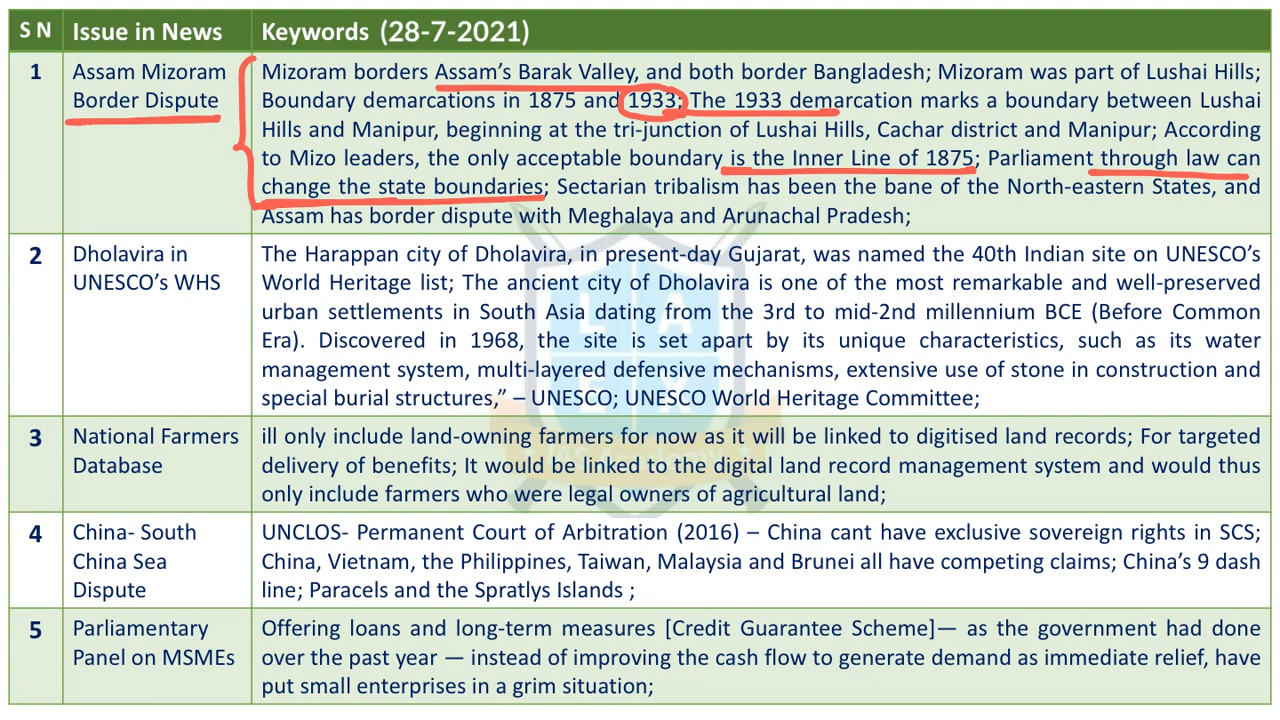 S N Issue in News Keywords (28-7-2021)
1 Assam Mizoram Border Dispute
Mizoram borders Assam's Barak Valley, and both border Bangladesh; Mizoram was part of Lushai Hills;
Boundary demarcations in 1875 and 1933; The 1933 demarcation marks a boundary between Lushai
Hills and Manipur, beginning at the tri-junction of Lushai Hills, Cachar district and Manipur; According
to Mizo leaders, the only acceptable boundary is the Inner Line of 1875; Parliament through law can
change the state boundaries; Sectarian tribalism has been the bane of the North-eastern States, and
Assam has border dispute with Meghalaya and Arunachal Pradesh;
2 Dholavira in UNESCO's WHS
The Harappan city of Dholavira, in present-day Gujarat, was named the 40th Indian site on UNESCO's
World Heritage list; The ancient city of Dholavira is one of the most remarkable and well-preserved
urban settlements in South Asia dating from the 3rd to mid-2nd millennium BCE (Before Common
Era). Discovered in 1968, the site is set apart by its unique characteristics, such as its water
management system, multi-layered defensive mechanisms, extensive use of stone in construction and
special burial structures,” – UNESCO; UNESCO World Heritage Committee;
3 National Farmers Database
ill only include land-owning farmers for now as it will be linked to digitised land records; For targeted
delivery of benefits; It would be linked to the digital land record management system and would thus
only include farmers who were legal owners of agricultural land;
4 China- South China Sea Dispute
UNCLOS- Permanent Court of Arbitration (2016) – China cant have exclusive sovereign rights in SCS;
China, Vietnam, the Philippines, Taiwan, Malaysia and Brunei all have competing claims; China's 9 dash
line; Paracels and the Spratlys Islands ;
5 Parliamentary Panel on MSMEs
Offering loans and long-term measures [Credit Guarantee Scheme]— as the government had done
over the past year — instead of improving the cash flow to generate demand as immediate relief, have
put small enterprises in a grim situation;
L A
E X